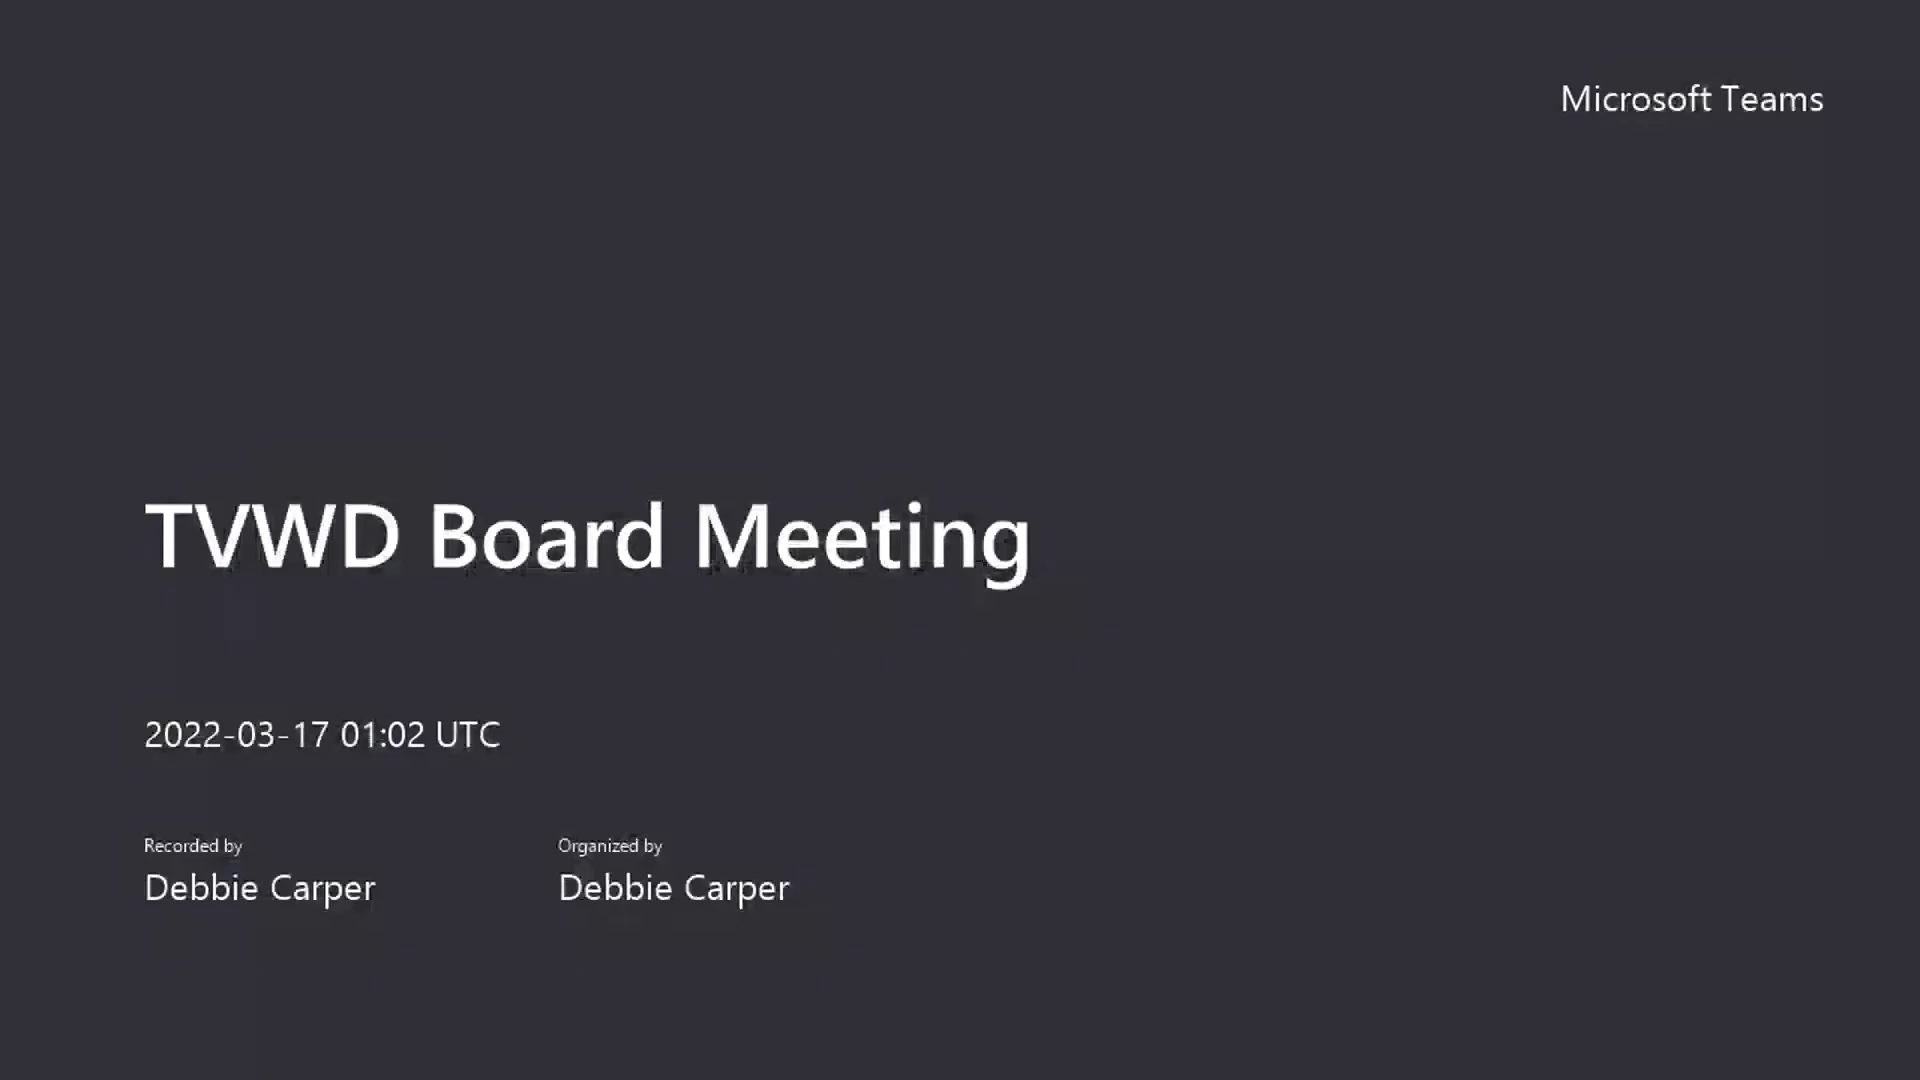 Microsoft Teams
TVWD Board Meeting
2022-03-17 01:02 UTC
Recorded by
Debbie Carper
Organized by
Debbie Carper